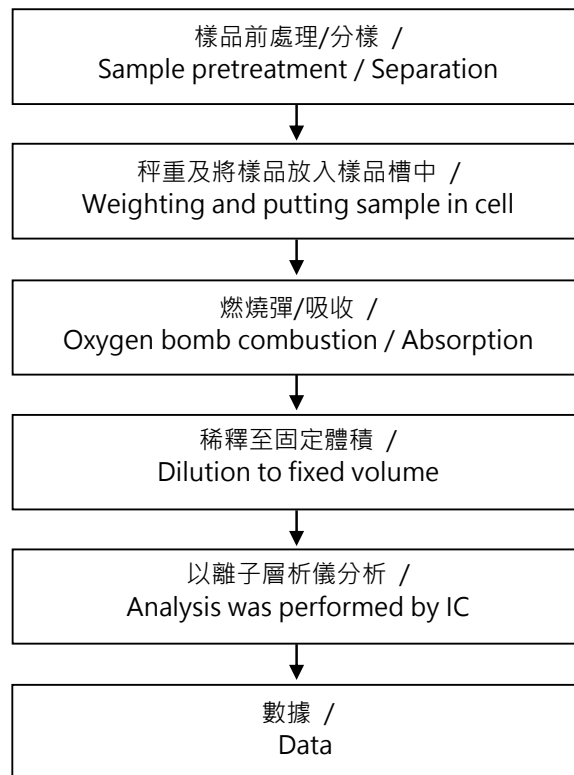 樣品前處理/分樣 /
Sample pretreatment / Separation
秤重及將樣品放入樣品槽中 /
Weighting and putting sample in cell
燃燒彈/吸收 /
Oxygen bomb combustion / Absorption
稀釋至固定體積 /
Dilution to fixed volume
以離子層析儀分析 /
Analysis was performed by IC
數據 /
Data